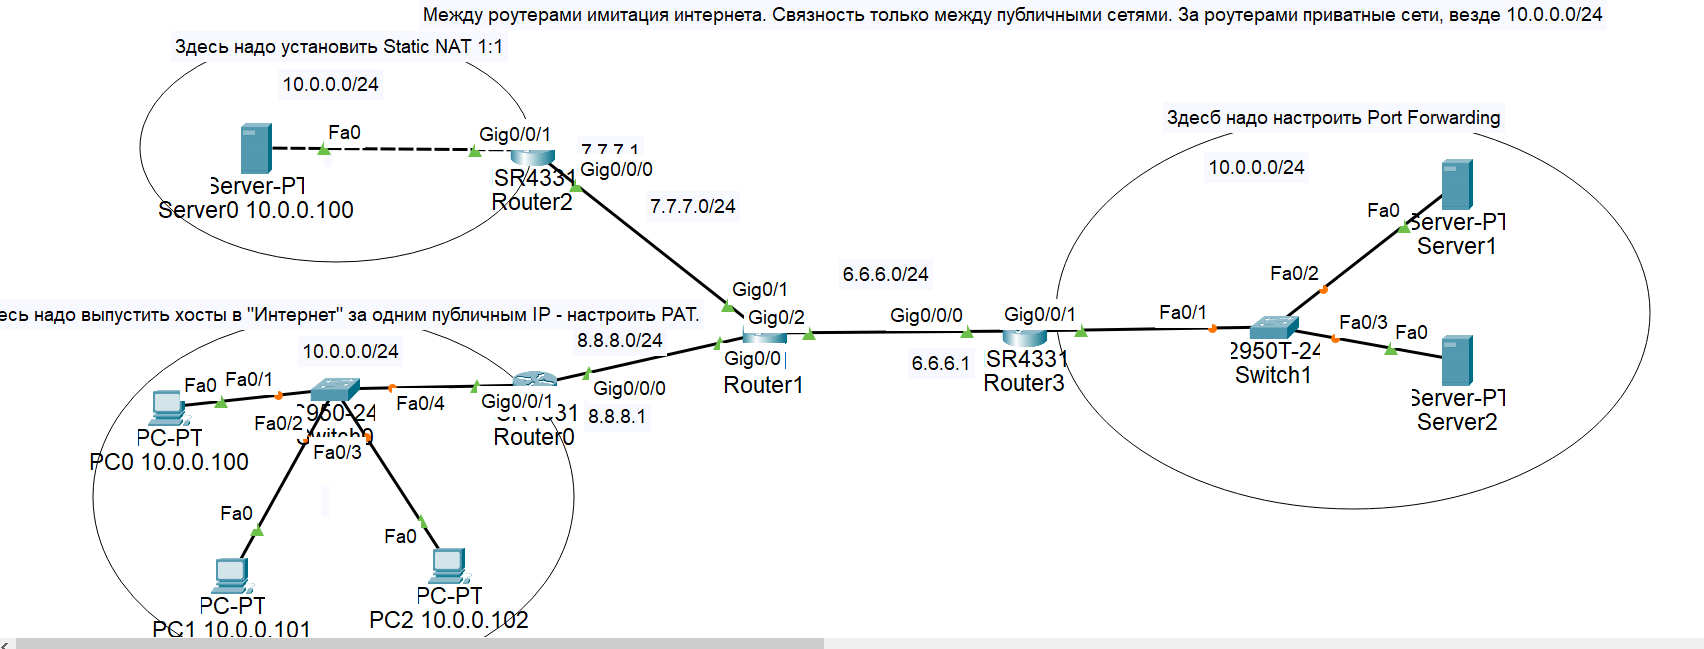 Между роутерами имитация интернета. Связность только между публичными сетями. За роутерами приватные сети, везде 10.0.0.0/24
Здесь надо установить Static NAT 1:1
10.0.0.0/24
Fa0
Gig0/0/1
7.7.7.1
Gig0/0/0
Server-PT
Server0 10.0.0.100
SR4331
Router2
7.7.7.0/24
Здесб надо настроить Port Forwarding
10.0.0.0/24
Fa0
Server-PT
Server1
Fa0/2
6.6.6.0/24
Gig0/1
Gig0/2
Gig0/0/0
Gig0/0/1
Fa0/1
Fa0/3
Fa0
есь надо выпустить хосты в "Интернет" за одним публичным IP - настроить PAT.
8.8.8.0/24
Gig0/0
Router1
6.6.6.1
SR4331
Router3
2950T-24
Switch1
Server-PT
Server2
10.0.0.0/24
Fa0
Fa0/1
Fa0/4
Gig0/0/1
Gig0/0/0
8.8.8.1
SR4331
Router0
Fa0/2
2950-24
Switch0
Fa0/3
PC-PT
PC0 10.0.0.100
Fa0
Fa0
PC-PT
PC1 10.0.0.101
PC-PT
PC2 10.0.0.102